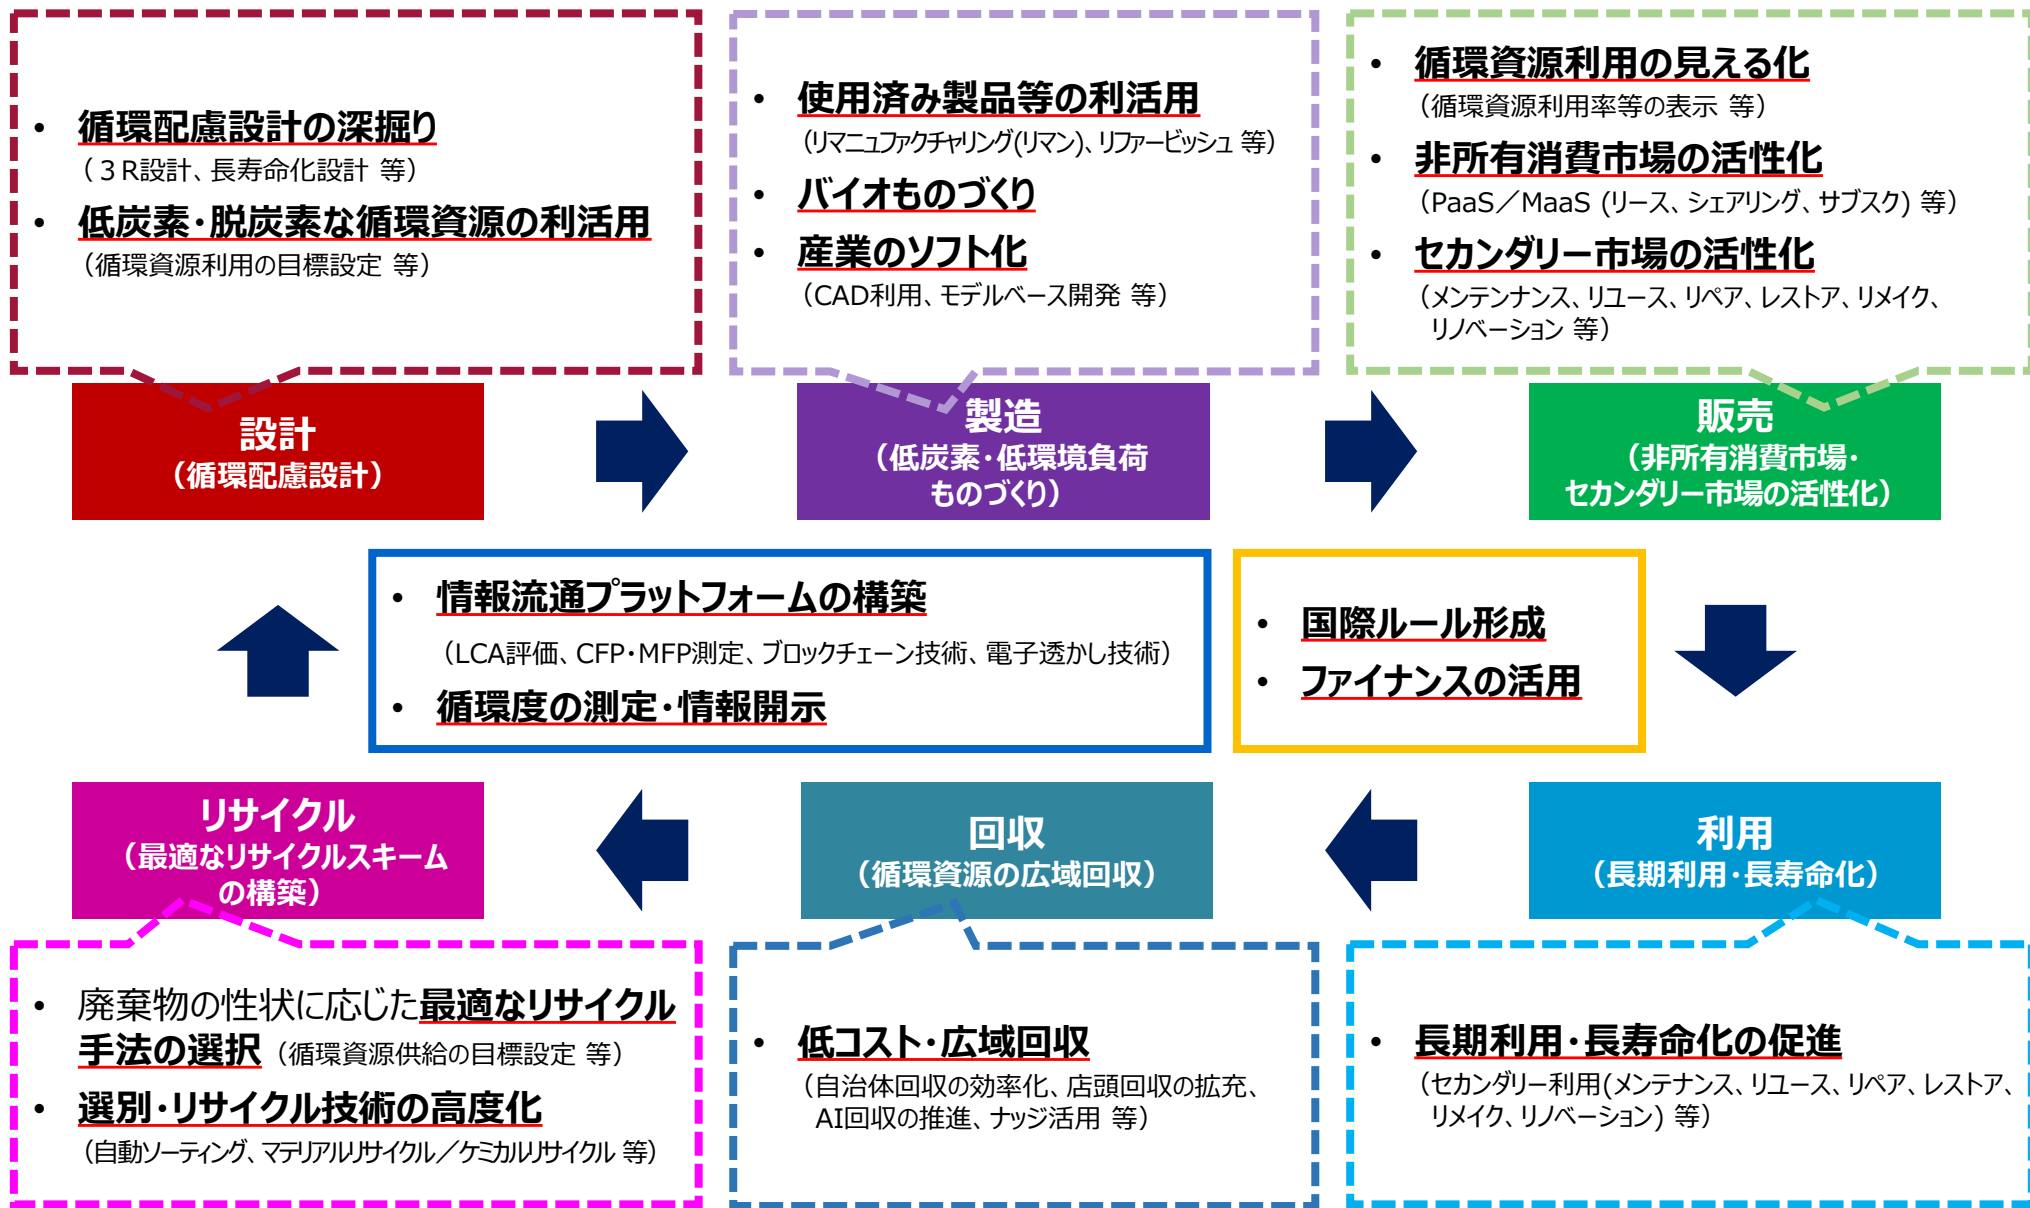 ・循環配慮設計の深掘り
（３R設計、長寿命化設計 等）
・低炭素・脱炭素な循環資源の利活用
（循環資源利用の目標設定 等）
・使用済み製品等の利活用
（リマニュファクチャリング(リマン)、リファービッシュ 等）
・バイオものづくり
・産業のソフト化
（CAD利用、モデルベース開発 等）
・循環資源利用の見える化
（循環資源利用率等の表示 等）
・非所有消費市場の活性化
（PaaS／MaaS (リース、シェアリング、サブスク) 等）
・セカンダリー市場の活性化
（メンテンナンス、リユース、リペア、レストア、リメイク、
リノベーション 等）
設計
（循環配慮設計）
製造
（低炭素・低環境負荷
ものづくり）
販売
（非所有消費市場・
セカンダリー市場の活性化）
・情報流通プラットフォームの構築
（LCA評価、CFP・MFP測定、ブロックチェーン技術、電子透かし技術）
・循環度の測定・情報開示
・国際ルール形成
・ファイナンスの活用
リサイクル
（最適なリサイクルスキーム
の構築）
回収
（循環資源の広域回収）
利用
（長期利用・長寿命化）
・廃棄物の性状に応じた最適なリサイクル
手法の選択（循環資源供給の目標設定 等）
・選別・リサイクル技術の高度化
（自動ソーティング、マテリアルリサイクル／ケミカルリサイクル 等）
・低コスト・広域回収
（自治体回収の効率化、店頭回収の拡充、
AI回収の推進、ナッジ活用 等）
・長期利用・長寿命化の促進
（セカンダリー利用(メンテナンス、リユース、リペア、レストア、
リメイク、リノベーション) 等）